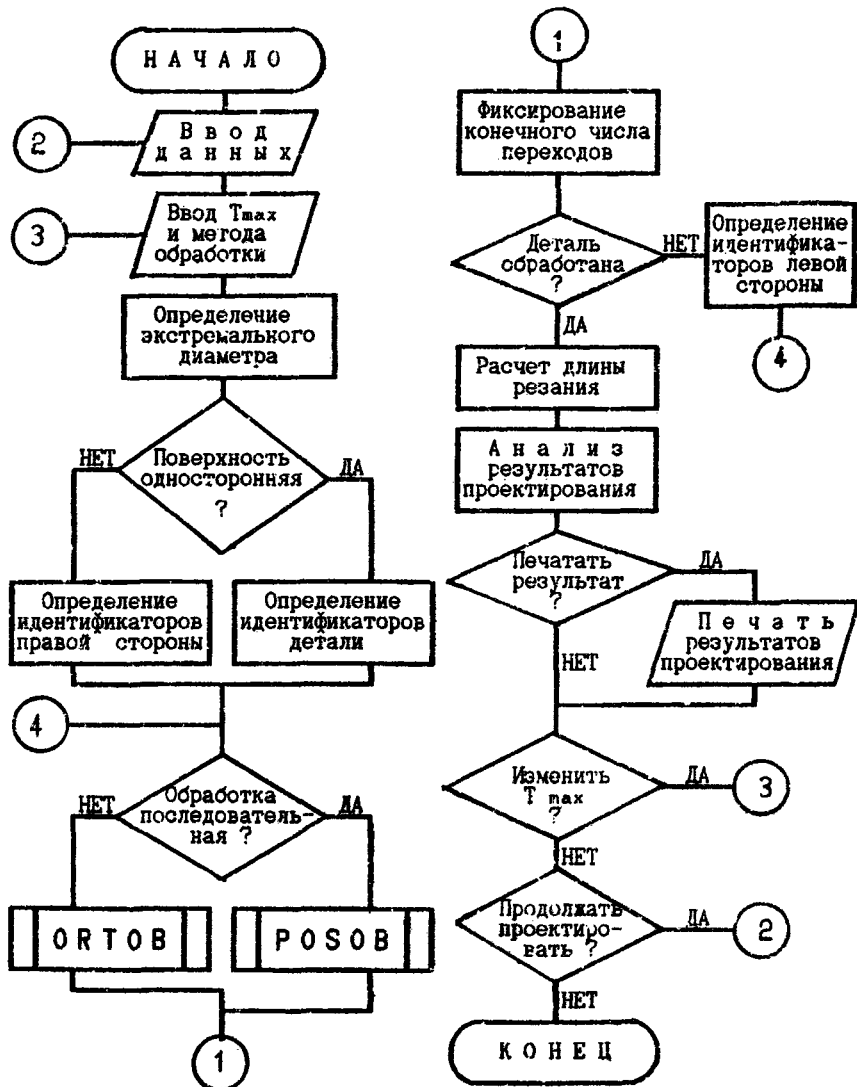 НАЧАЛО
2
Ввод
данных
3
Ввод Tmax
и метода
обработки
Определение
экстремального
диаметра
НЕТ
Поверхность
односторонняя
?
ДА
Определение
идентификаторов
правой стороны
Определение
идентификаторов
детали
4
НЕТ
Обработка
последователь-
ная ?
ДА
ORTOB
POSOB
1
1
Фиксирование
конечного числа
переходов
Деталь
обработана
?
НЕТ
Определение
идентифика-
торов левой
стороны
4
ДА
Расчет длины
резания
Анализ
результатов
проектирования
Печатать
результат
?
ДА
Печать
результатов
проектирования
НЕТ
Изменить
T max
?
ДА
3
НЕТ
Продолжать
проектиро-
вать ?
ДА
2
НЕТ
КОНЕЦ